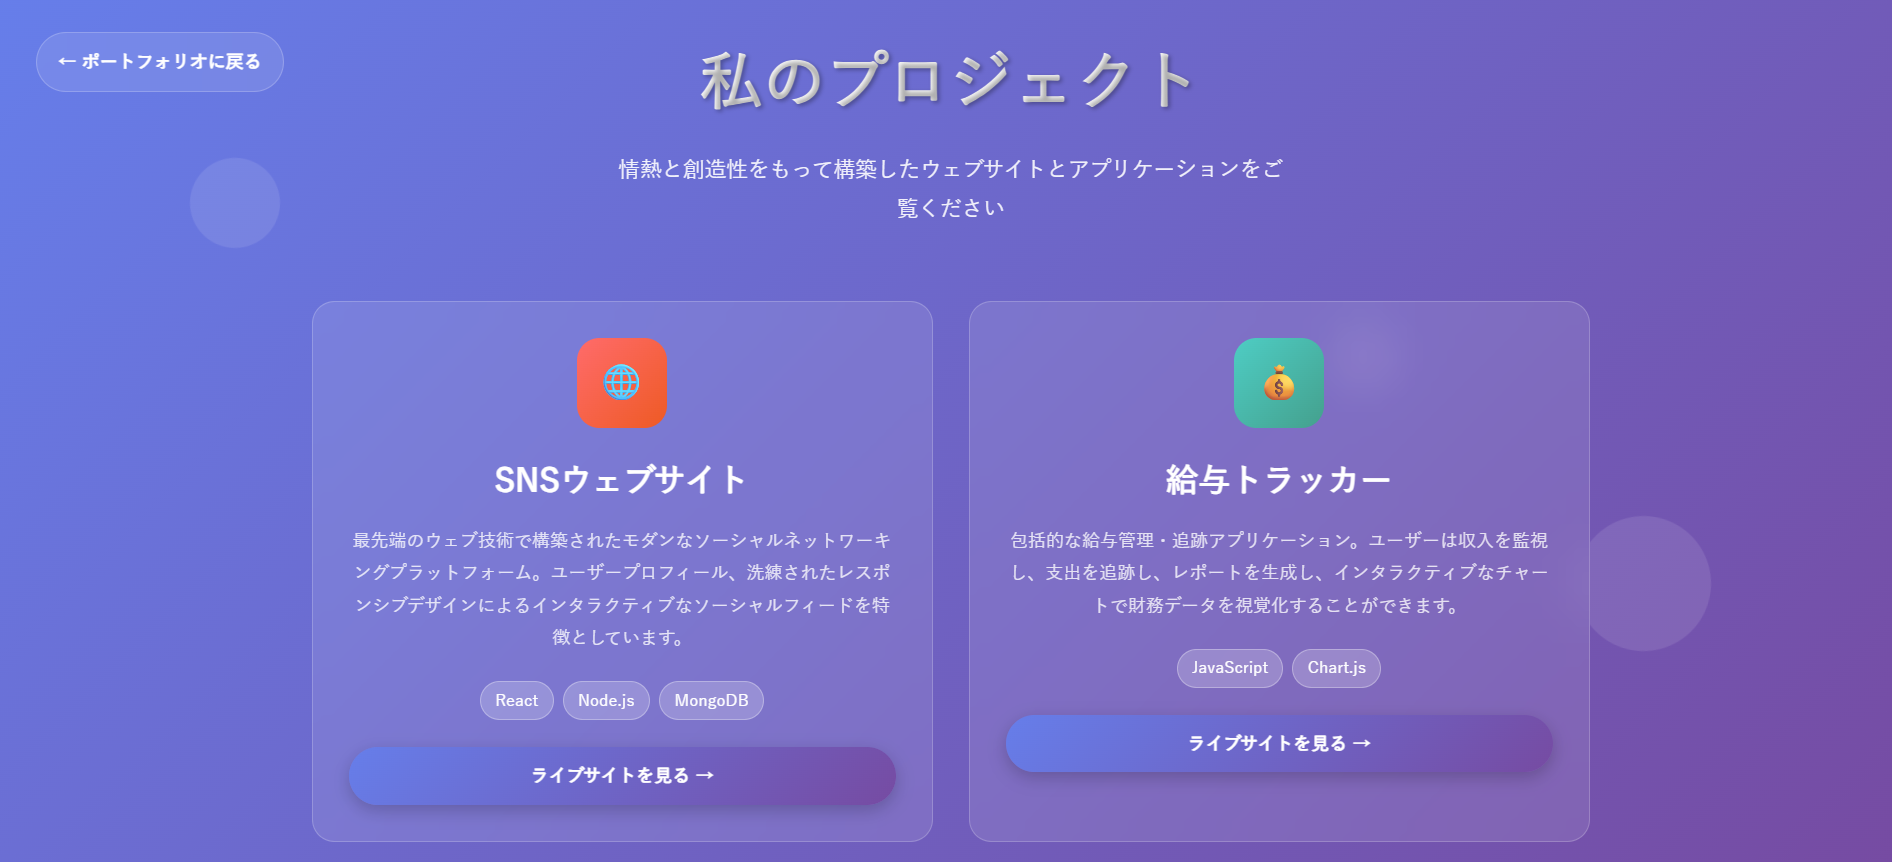 ← ポートフォリオに戻る
私のプロジェクト
情熱と創造性をもって構築したウェブサイトとアプリケーションをご
覧ください
SNSウェブサイト
最先端のウェブ技術で構築されたモダンなソーシャルネットワーキ
ングプラットフォーム。ユーザープロフィール、洗練されたレスポ
ンシブデザインによるインタラクティブなソーシャルフィードを特
徴としています。
React Node.js MongoDB
ライブサイトを見る →
給与トラッカー
包括的な給与管理・追跡アプリケーション。ユーザーは収入を監視
し、支出を追跡し、レポートを生成し、インタラクティブなチャー
トで財務データを視覚化することができます。
JavaScript Chart.js
ライブサイトを見る →